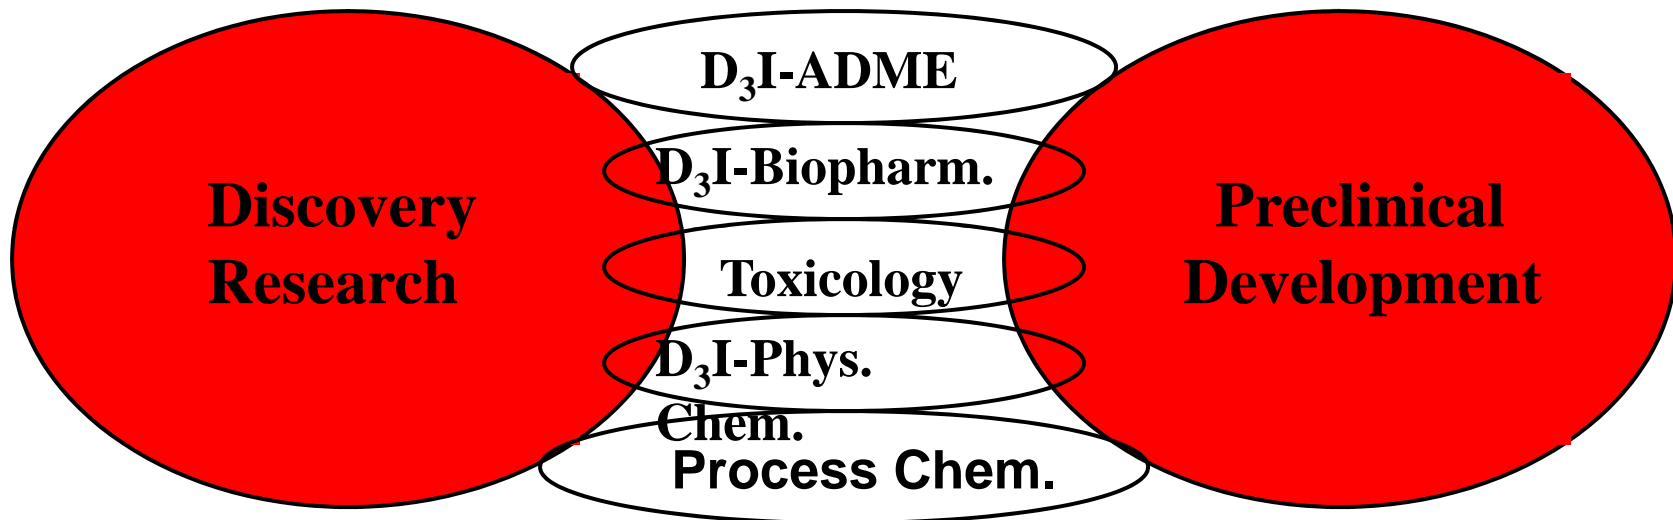 D₃I-ADME
D₃I-Biopharm.
Discovery
Research
Preclinical
Development
Toxicology
D₃I-Phys.
Chem.
Process Chem.